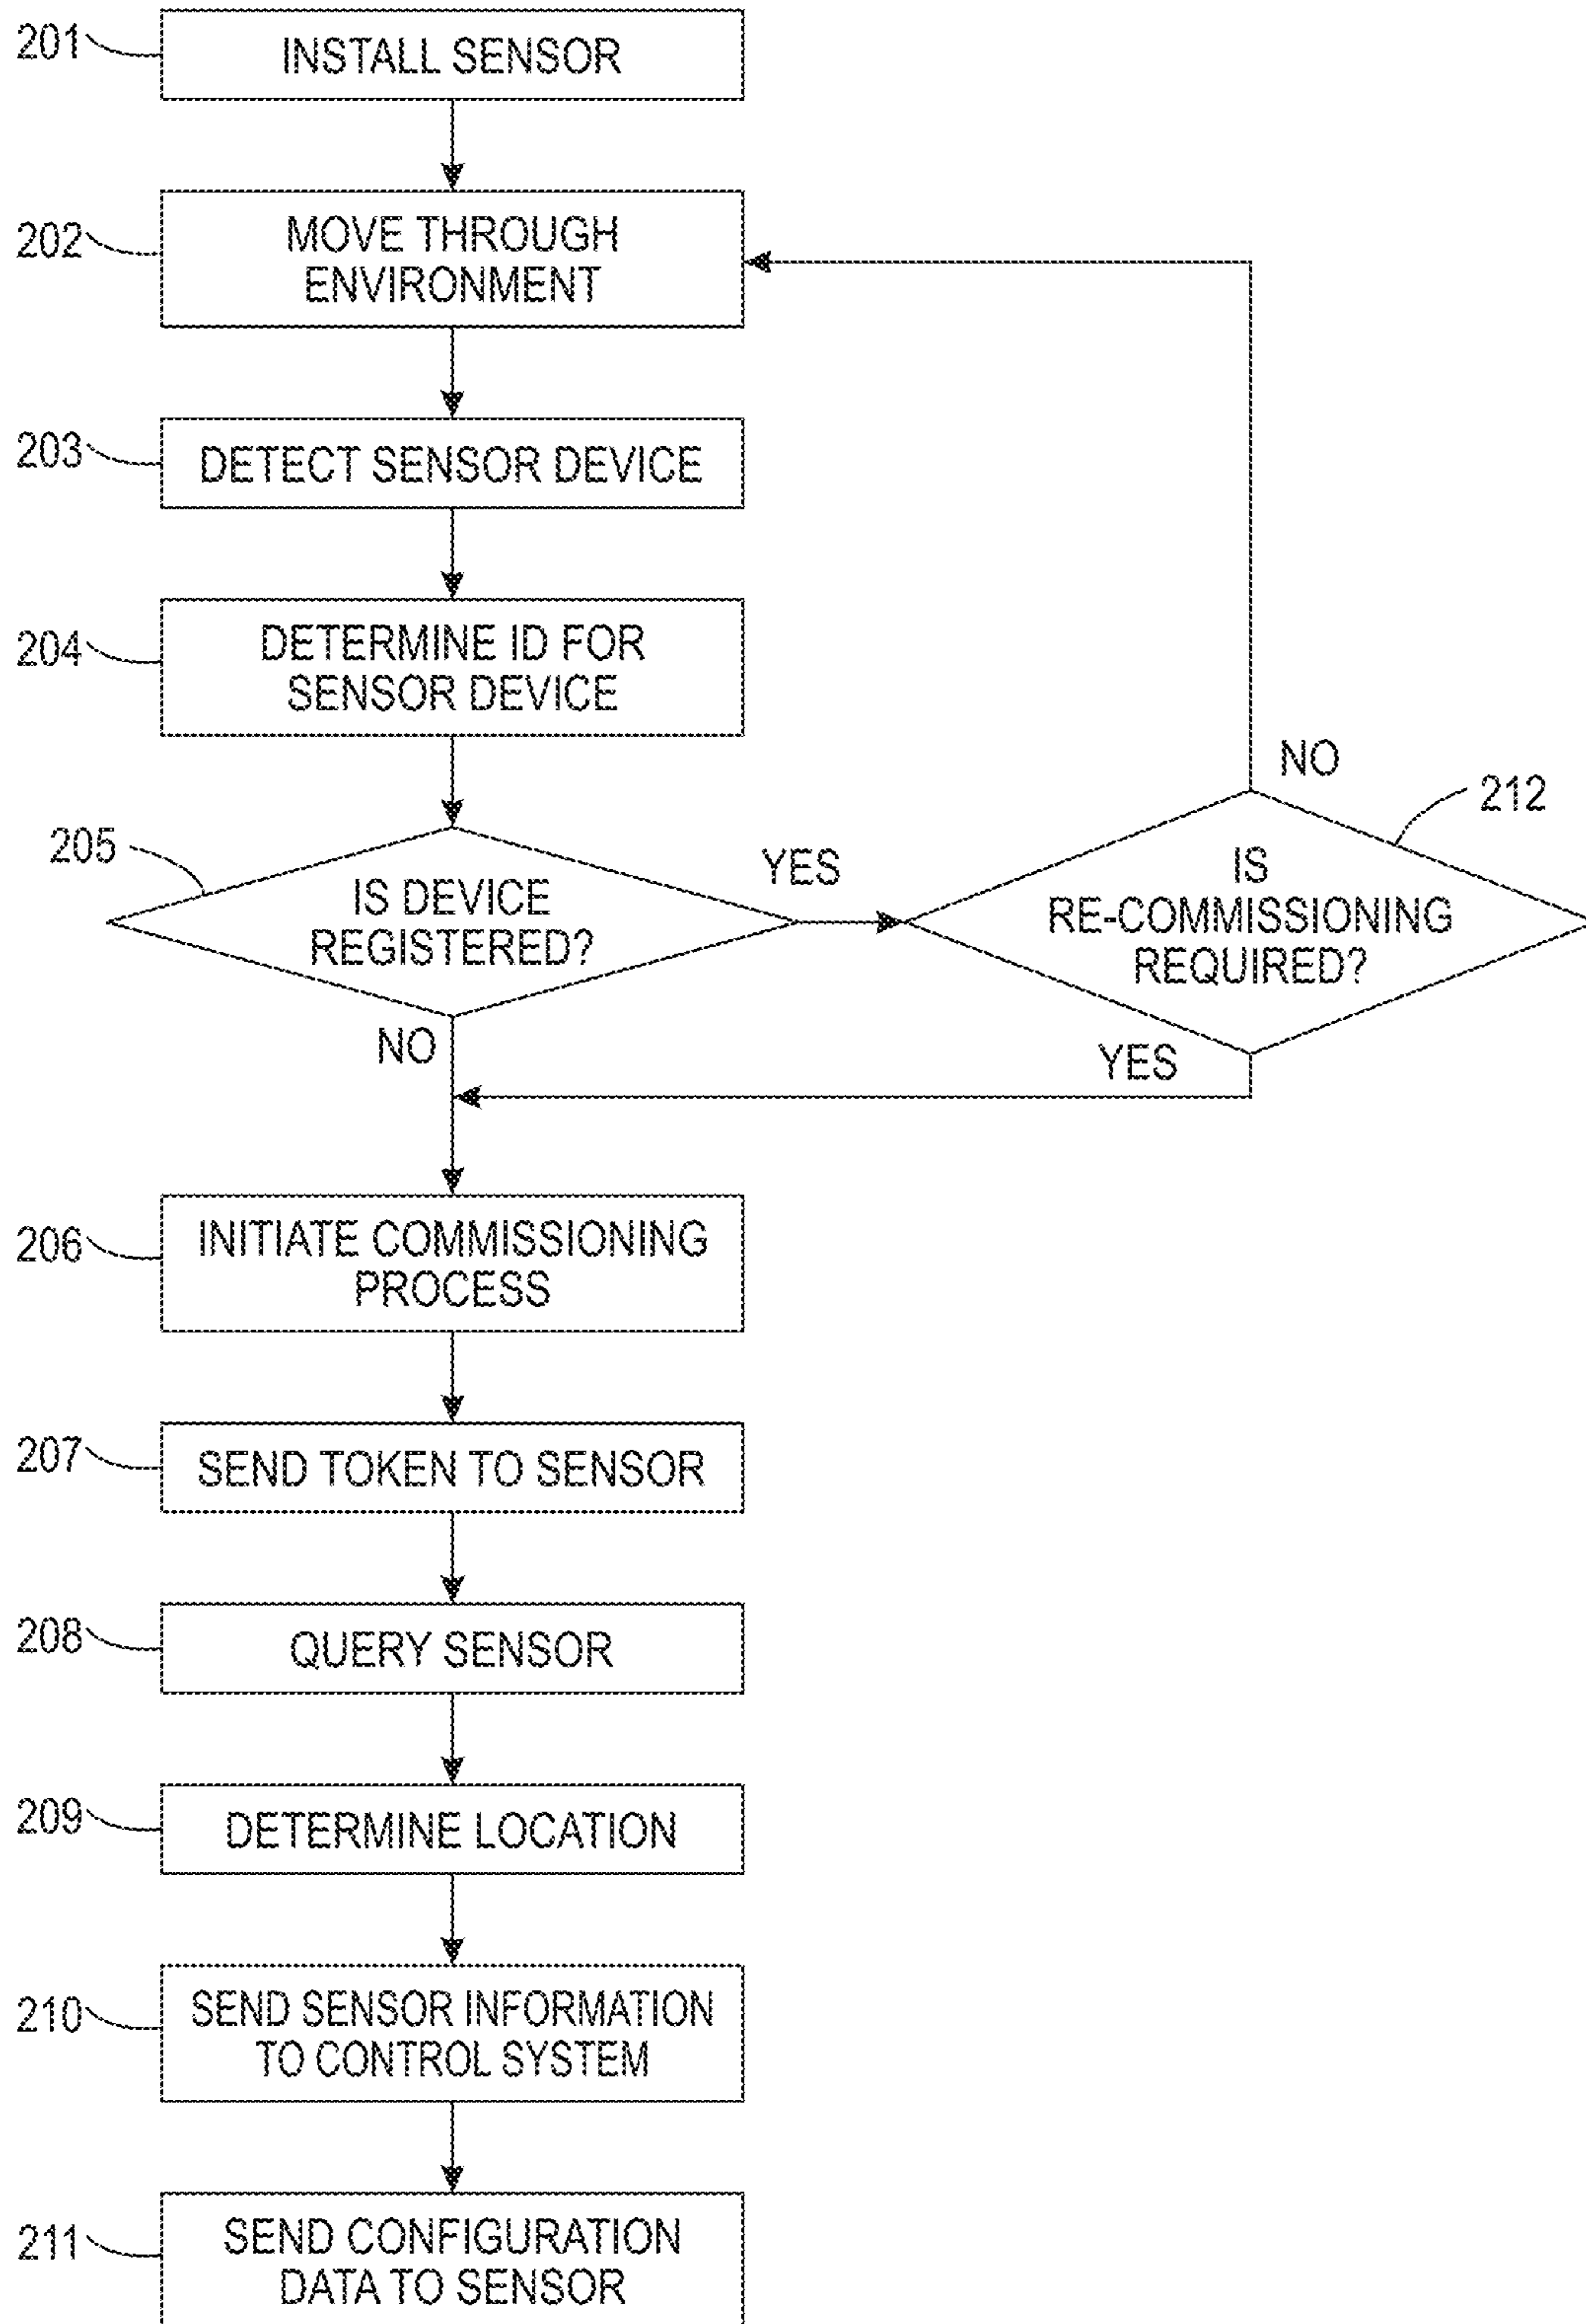 201
INSTALL SENSOR
202
MOVE THROUGH
ENVIRONMENT
203
DETECT SENSOR DEVICE
204
DETERMINE ID FOR
SENSOR DEVICE
205
IS DEVICE
REGISTERED?
YES
NO
212
IS
RE-COMMISSIONING
REQUIRED?
NO
YES
206
INITIATE COMMISSIONING
PROCESS
207
SEND TOKEN TO SENSOR
208
QUERY SENSOR
209
DETERMINE LOCATION
210
SEND SENSOR INFORMATION
TO CONTROL SYSTEM
211
SEND CONFIGURATION
DATA TO SENSOR